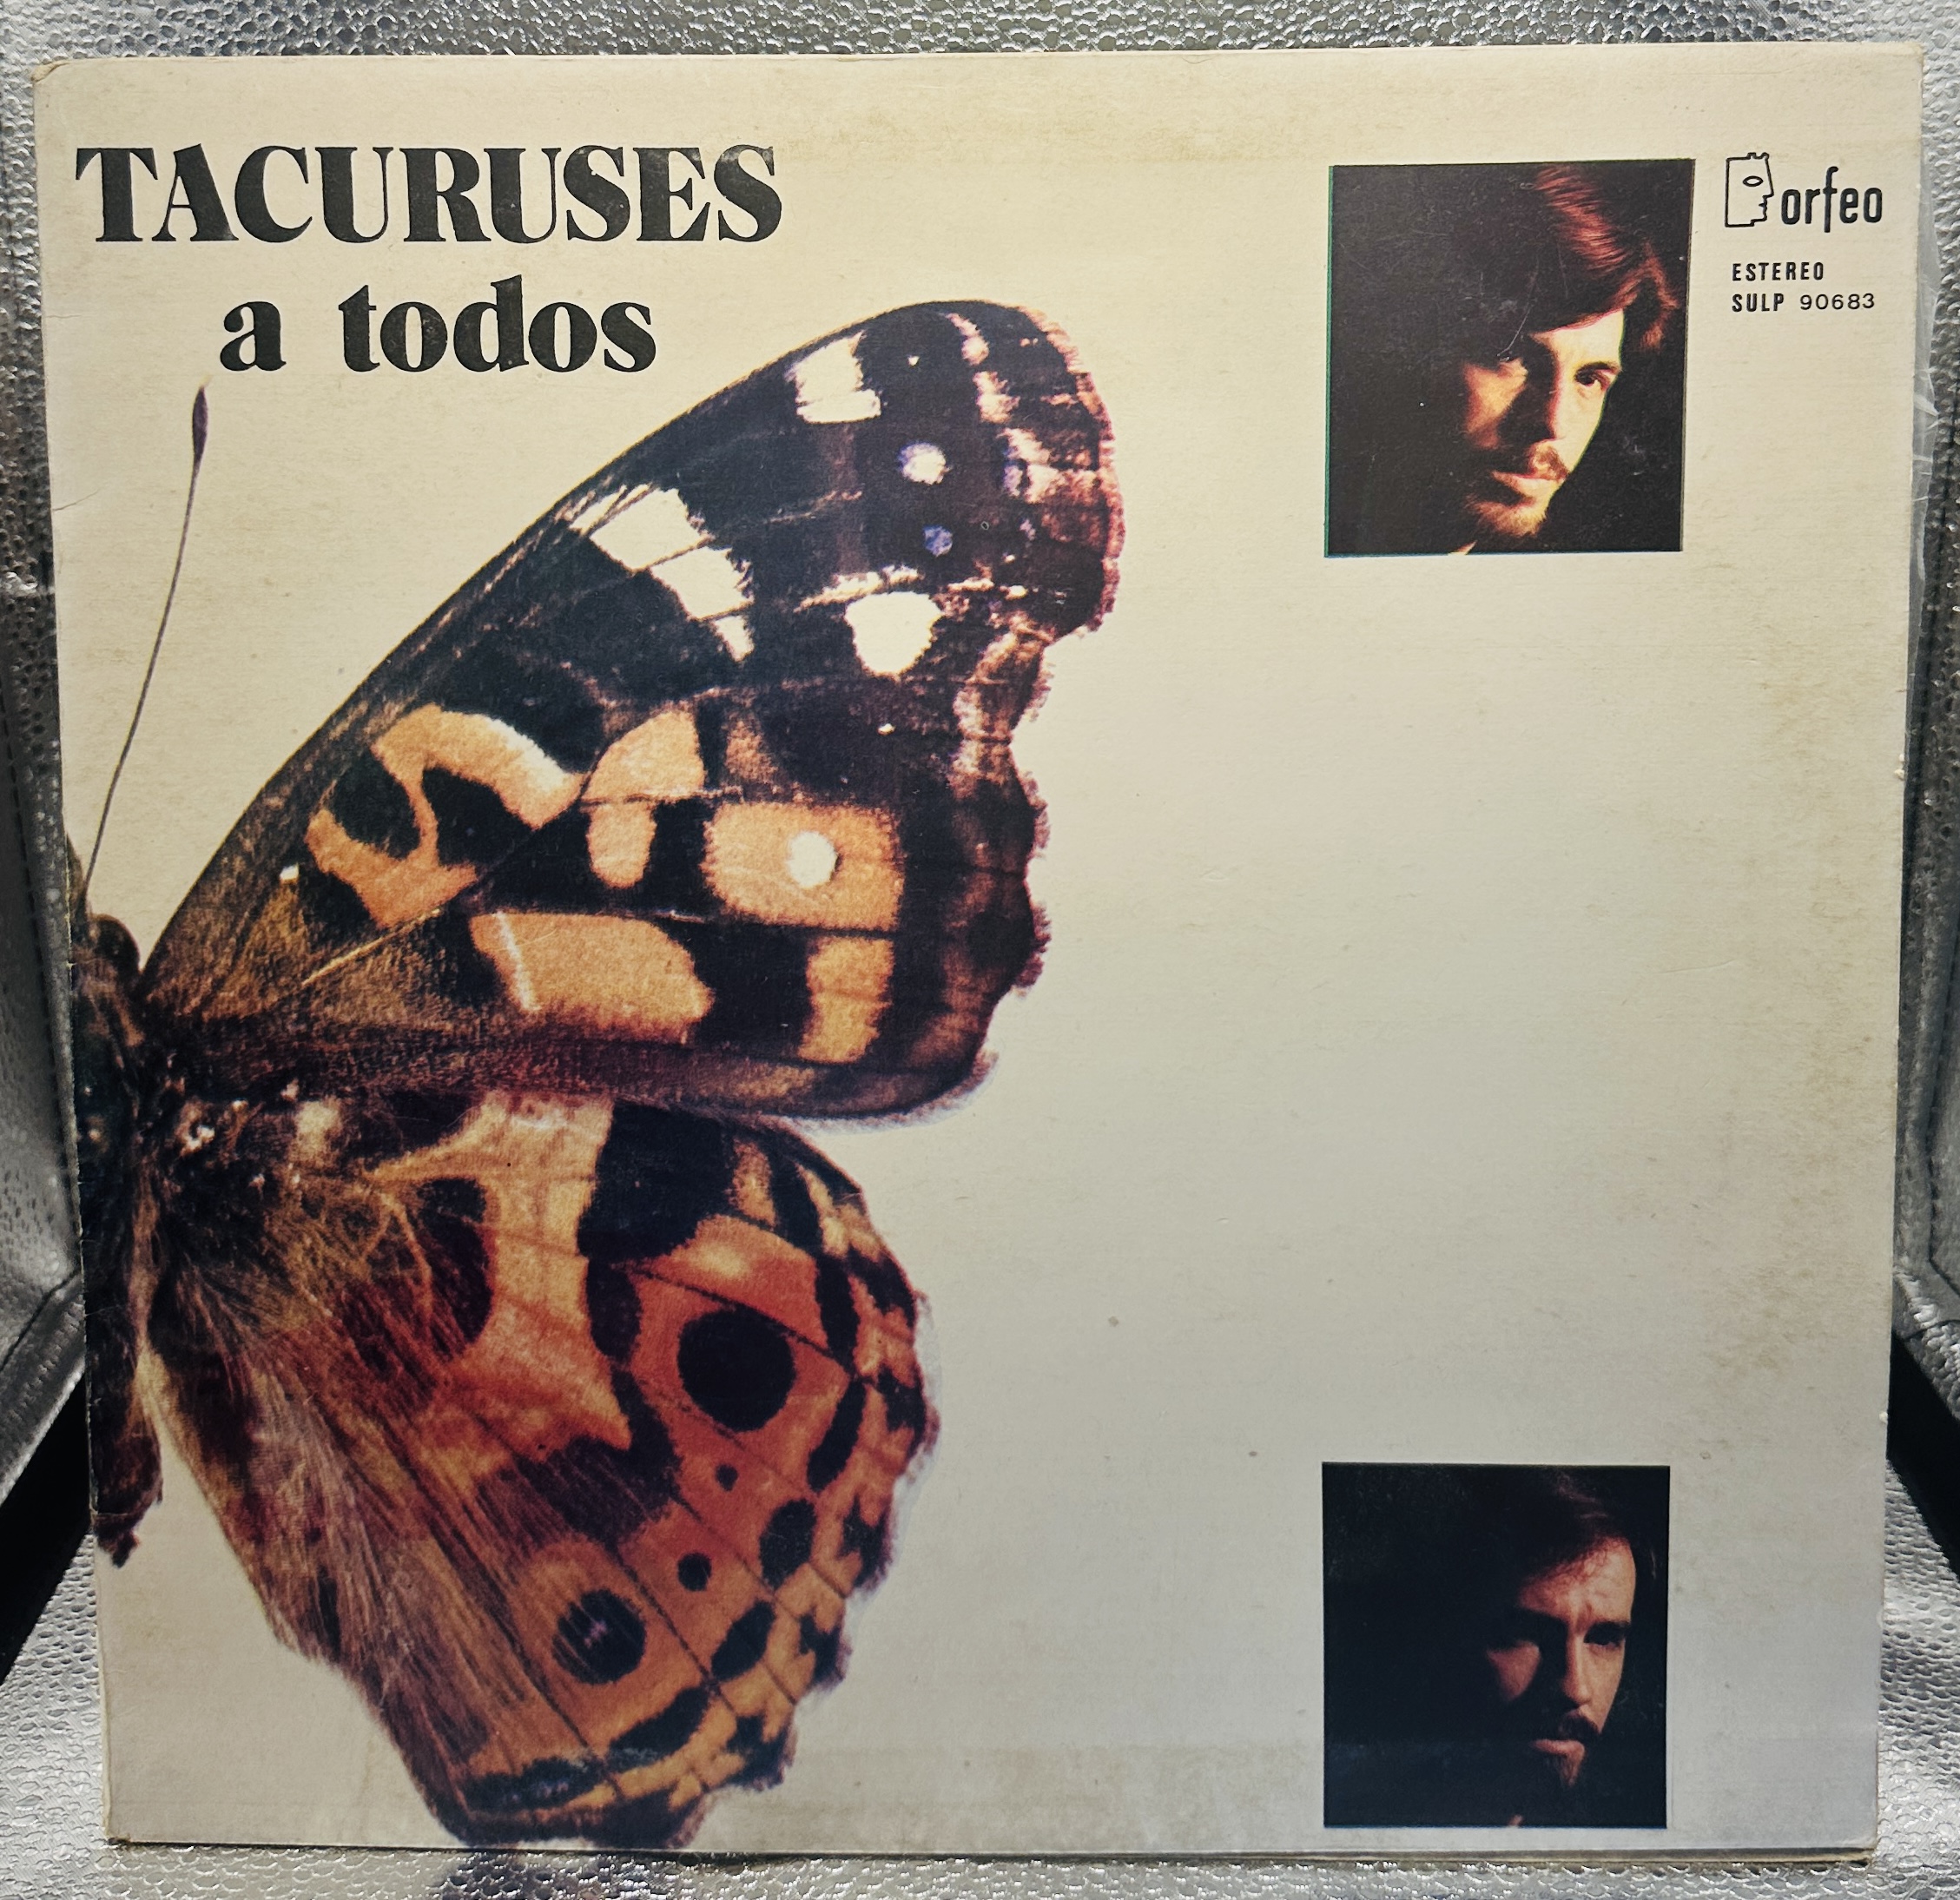 TACURUSES
a todos
orfeo
ESTEREO
SULP 90683